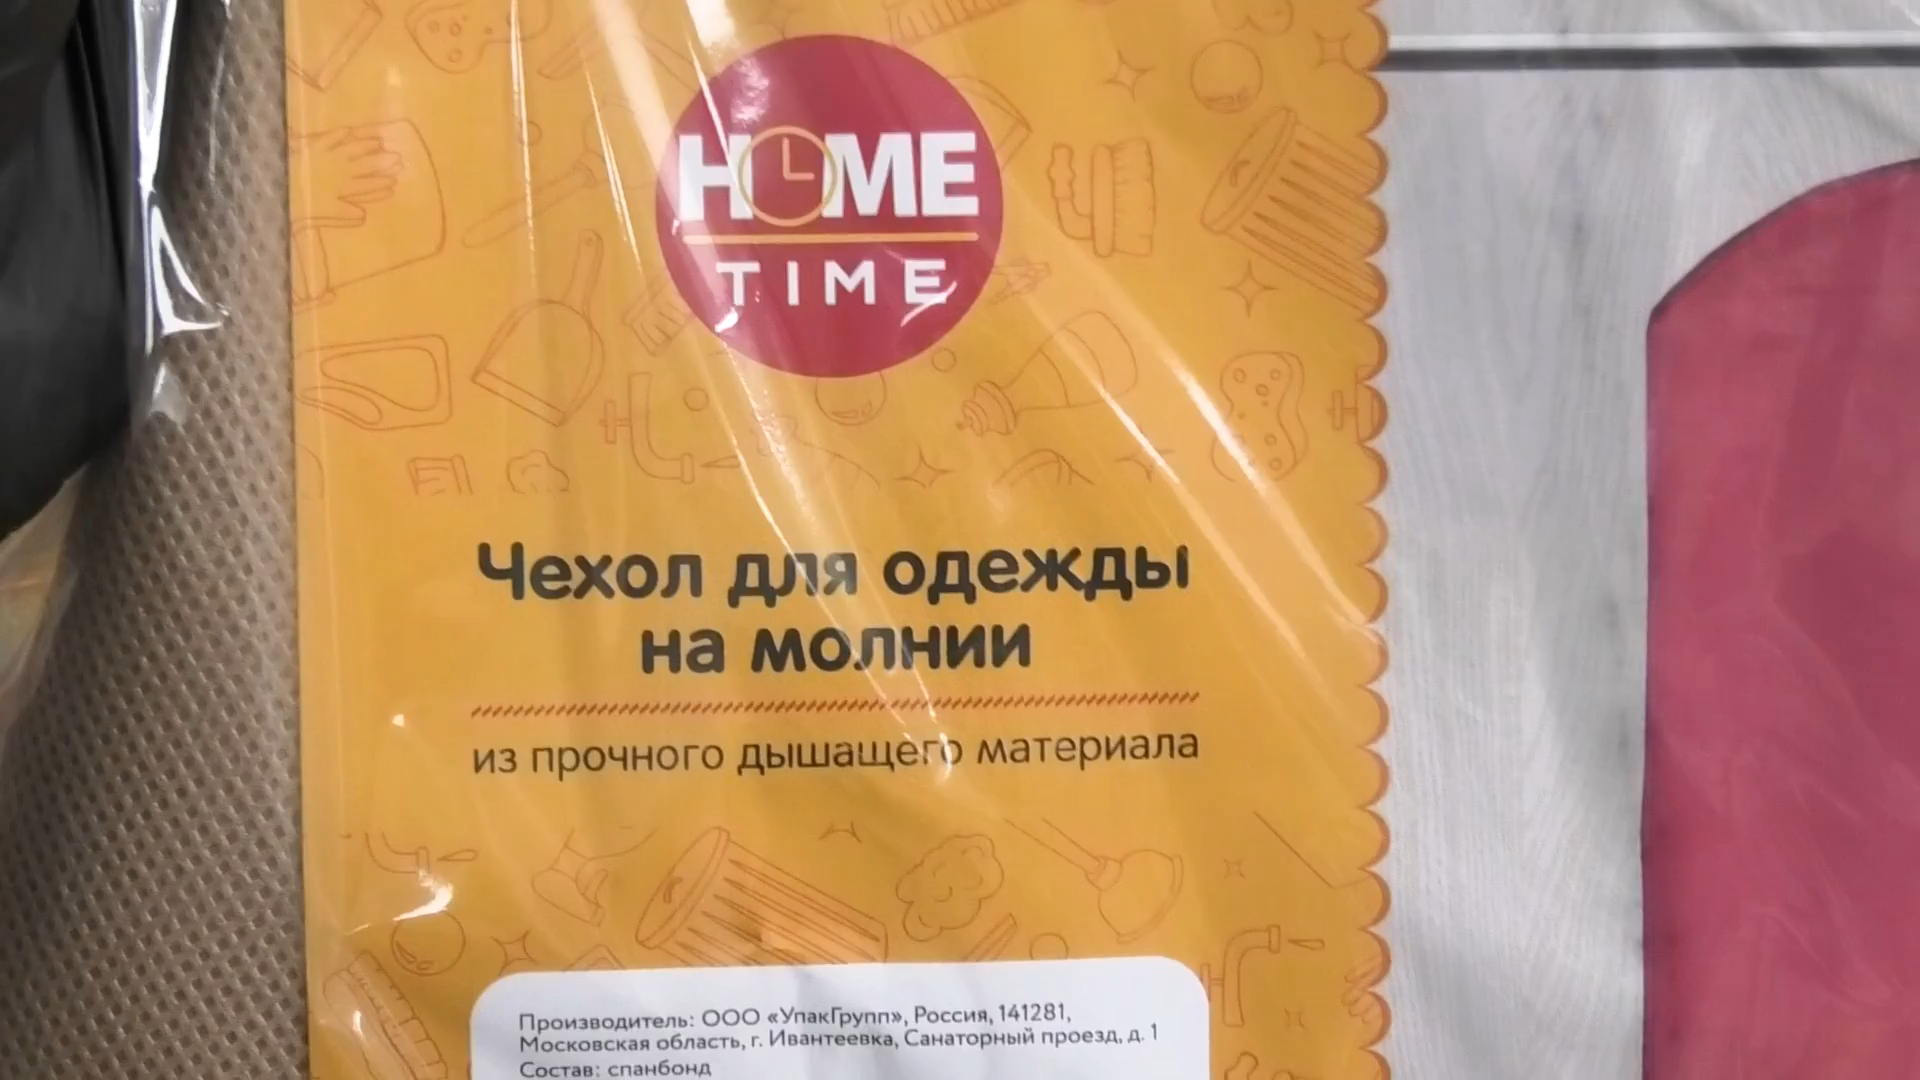 HOME
TIME
Чехол для одежды
на молнии
из прочного дышащего материала
Производитель: ООО «УпакГрупп», Россия, 141281,
Московская область, г. Ивантеевка, Санаторный проезд, д. 1
Состав: спанбонд